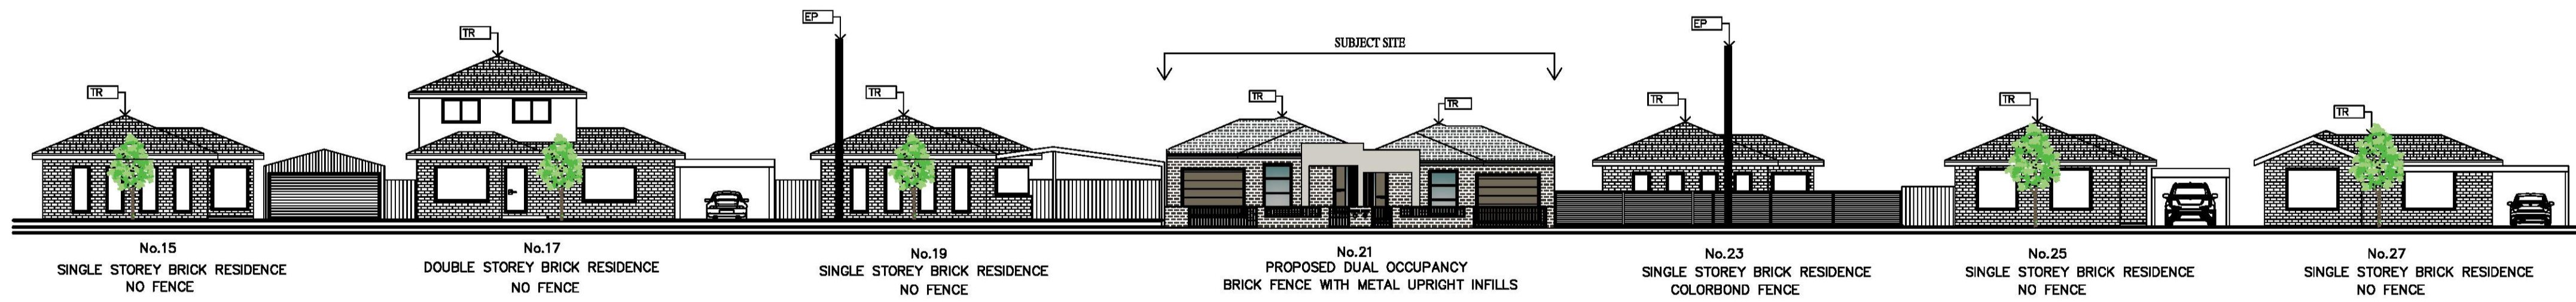 EP
EP
TR
SUBJECT SITE
TR
TR
TR
TR
TR
TR
TR
TR
No.15
SINGLE STOREY BRICK RESIDENCE
NO FENCE
No.17
DOUBLE STOREY BRICK RESIDENCE
NO FENCE
No.19
SINGLE STOREY BRICK RESIDENCE
NO FENCE
No.21
PROPOSED DUAL OCCUPANCY
BRICK FENCE WITH METAL UPRIGHT INFILLS
No.23
SINGLE STOREY BRICK RESIDENCE
COLORBOND FENCE
No.25
SINGLE STOREY BRICK RESIDENCE
NO FENCE
No.27
SINGLE STOREY BRICK RESIDENCE
NO FENCE